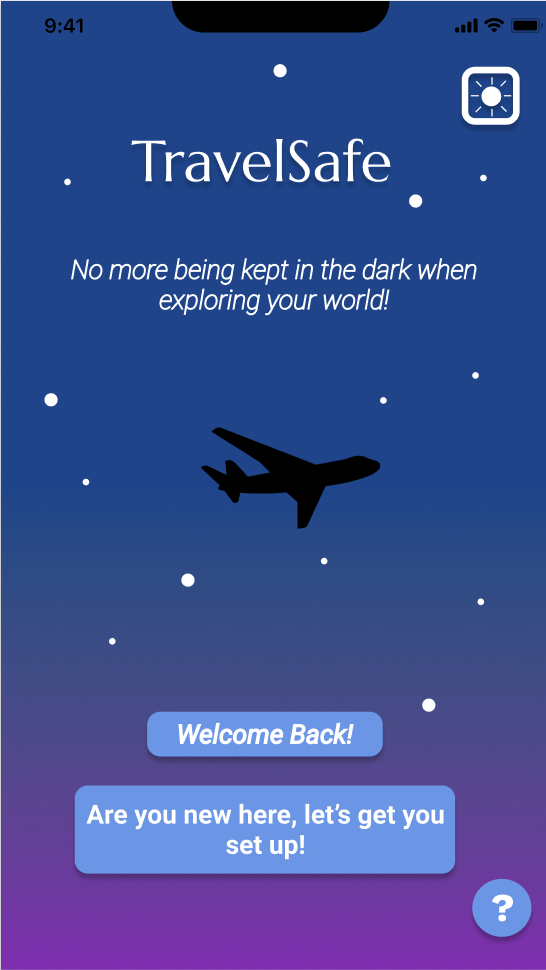 9:41
TravelSafe
No more being kept in the dark when
exploring your world!
Welcome Back!
Are you new here, let’s get you
set up!
?